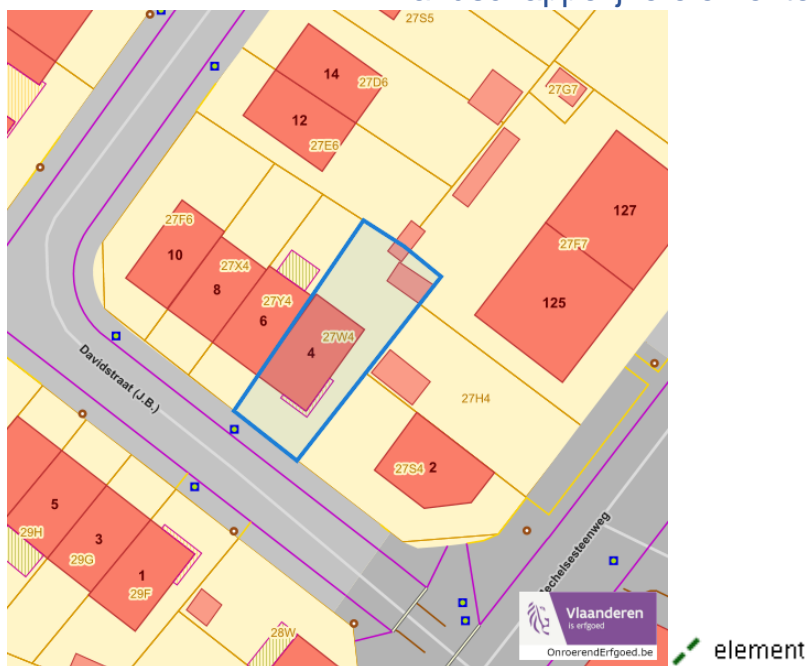 27S5
14
27D6
27G7
12
27E6
127
27F6
27F7
10
27X4
8
27Y4
125
6
27W4
4
Davidstraat (J.B.)
27H4
2
27S4
5
29H
3
29G
1
29F
28W
Vlaanderen
is erfgoed
OnroerendErfgoed.be
element